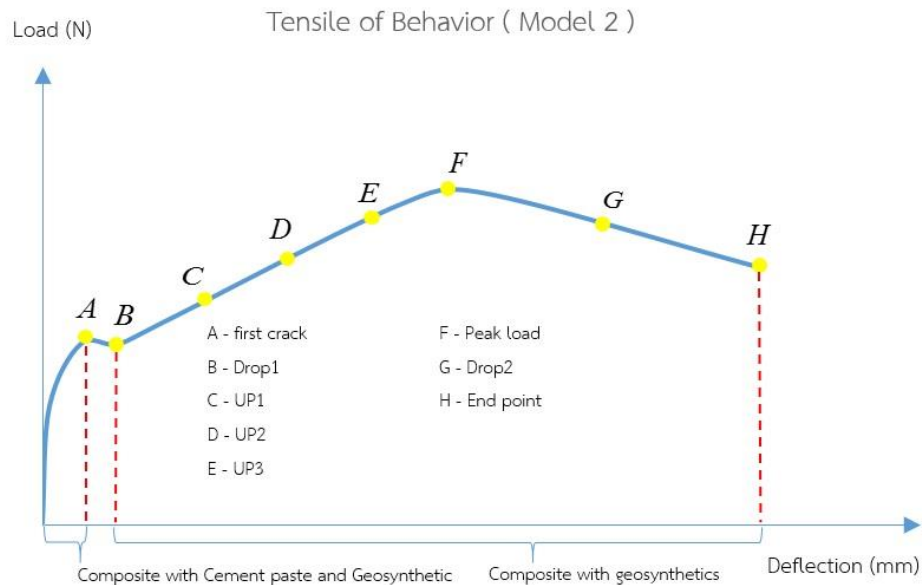 Tensile of Behavior ( Model 2 )
Load (N)
F
E
G
D
H
C
A
B
A - first crack
B - Drop1
C - UP1
D - UP2
E - UP3
F - Peak load
G - Drop2
H - End point
Composite with Cement paste and Geosynthetic
Composite with geosynthetics
Deflection (mm)